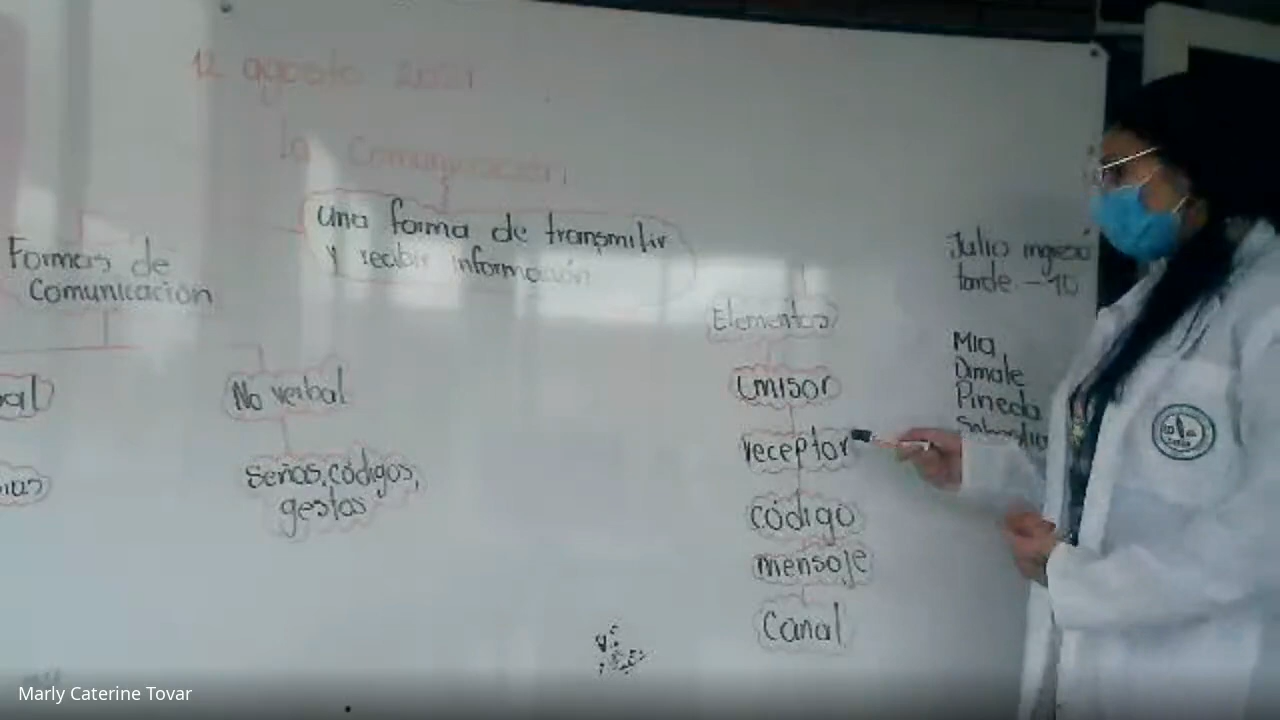 12 agosto 2021
la Comunicación
una forma de transmitir
y recibir información
Formas de
Comunicación
No verbal
Señas, códigos,
gestos
Elementos
Emisor
receptor
código
mensaje
Canal
Julio ingresó
tarde - 10
Mia
Dmate
Pineda
Marly Caterine Tovar